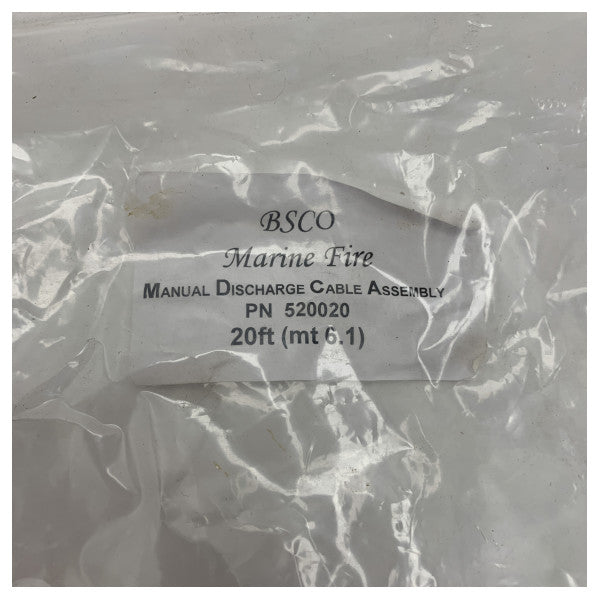 BSCO
Marine Fire
MANUAL DISCHARGE CABLE ASSEMBLY
PN 520020
20ft (mt 6.1)